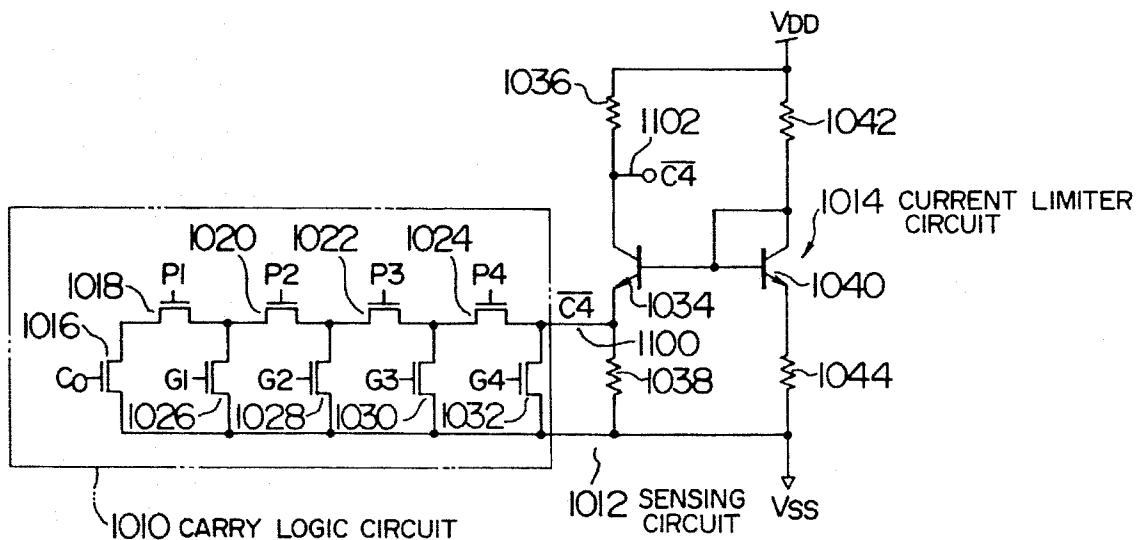 VDD
1036
1102
1042
C4
1014 CURRENT LIMITER
CIRCUIT
1020
1022
1024
P1
P2
P3
P4
1018
C4
1034
1040
1016
1100
C0
G1
G2
G3
G4
1038
1044
1026
1028
1030
1032
1012 SENSING
CIRCUIT
VSS
1010 CARRY LOGIC CIRCUIT